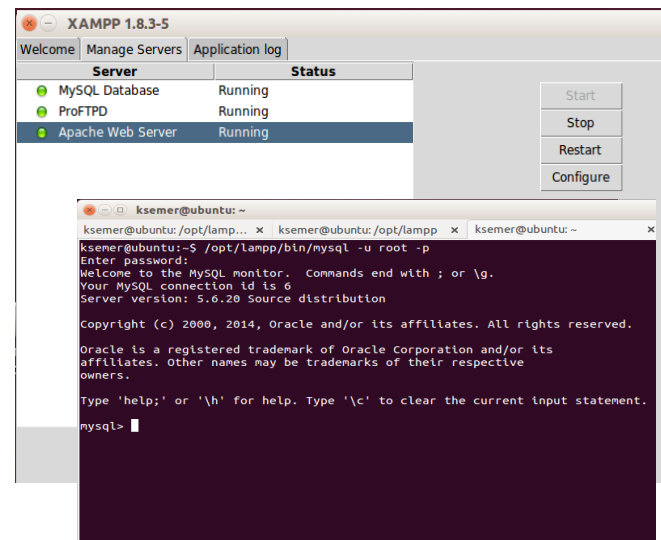 XAMPP 1.8.3-5
Welcome Manage Servers Application log
Server Status
MySQL Database Running
ProFTPD Running
Apache Web Server Running
Start
Stop
Restart
Configure
ksemer@ubuntu: ~
ksemer@ubuntu: /opt/lamp... × ksemer@ubuntu: /opt/lampp × ksemer@ubuntu: ~ ×
ksemer@ubuntu:~$ /opt/lampp/bin/mysql -u root -p
Enter password:
Welcome to the MySQL monitor.  Commands end with ; or \g.
Your MySQL connection id is 6
Server version: 5.6.20 Source distribution
Copyright (c) 2000, 2014, Oracle and/or its affiliates. All rights reserved.
Oracle is a registered trademark of Oracle Corporation and/or its
affiliates. Other names may be trademarks of their respective
owners.
Type 'help;' or '\h' for help. Type '\c' to clear the current input statement.
mysql>